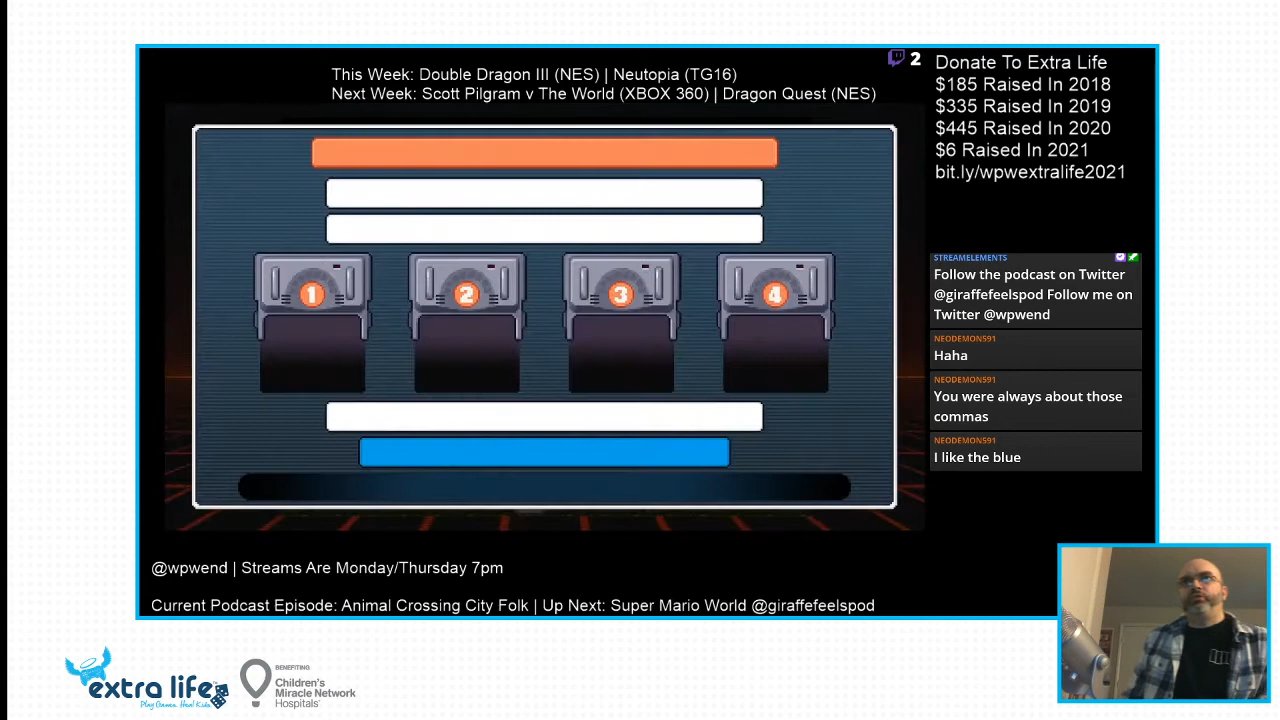 This Week: Double Dragon III (NES) | Neutopia (TG16)
Next Week: Scott Pilgram v The World (XBOX 360) | Dragon Quest (NES)
2
Donate To Extra Life
$185 Raised In 2018
$335 Raised In 2019
$445 Raised In 2020
$6 Raised In 2021
bit.ly/wpwextralife2021
1
2
3
4
STREAMELEMENTS
Follow the podcast on Twitter
@giraffefeelspod Follow me on
Twitter @wpwend
NEODEMON591
Haha
NEODEMON591
You were always about those
commas
NEODEMON591
I like the blue
@wpwend | Streams Are Monday/Thursday 7pm
Current Podcast Episode: Animal Crossing City Folk | Up Next: Super Mario World @giraffefeelspod
extra life
Play Games. Heal Kids.
BENEFITING
Children's
Miracle Network
Hospitals